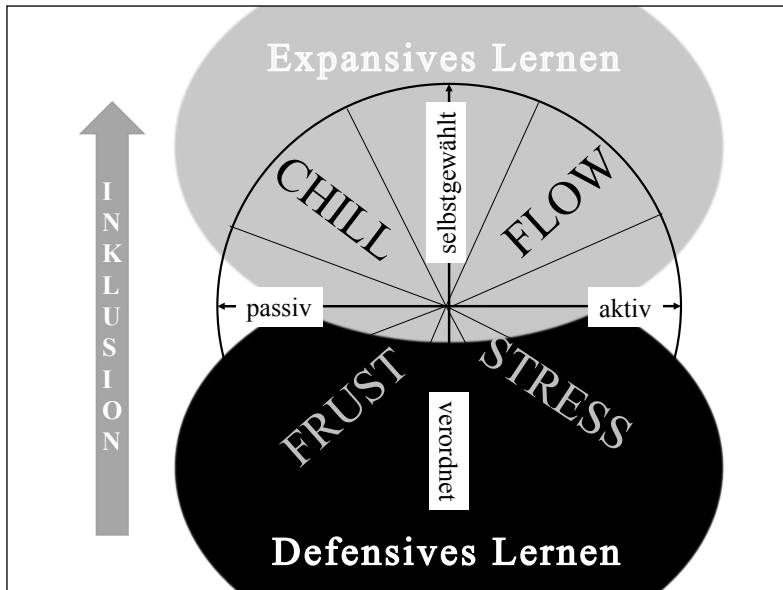 Expansives Lernen
INKLUSION
selbstgewählt
CHILL
FLOW
passiv
aktiv
FRUST
STRESS
verordnet
Defensives Lernen